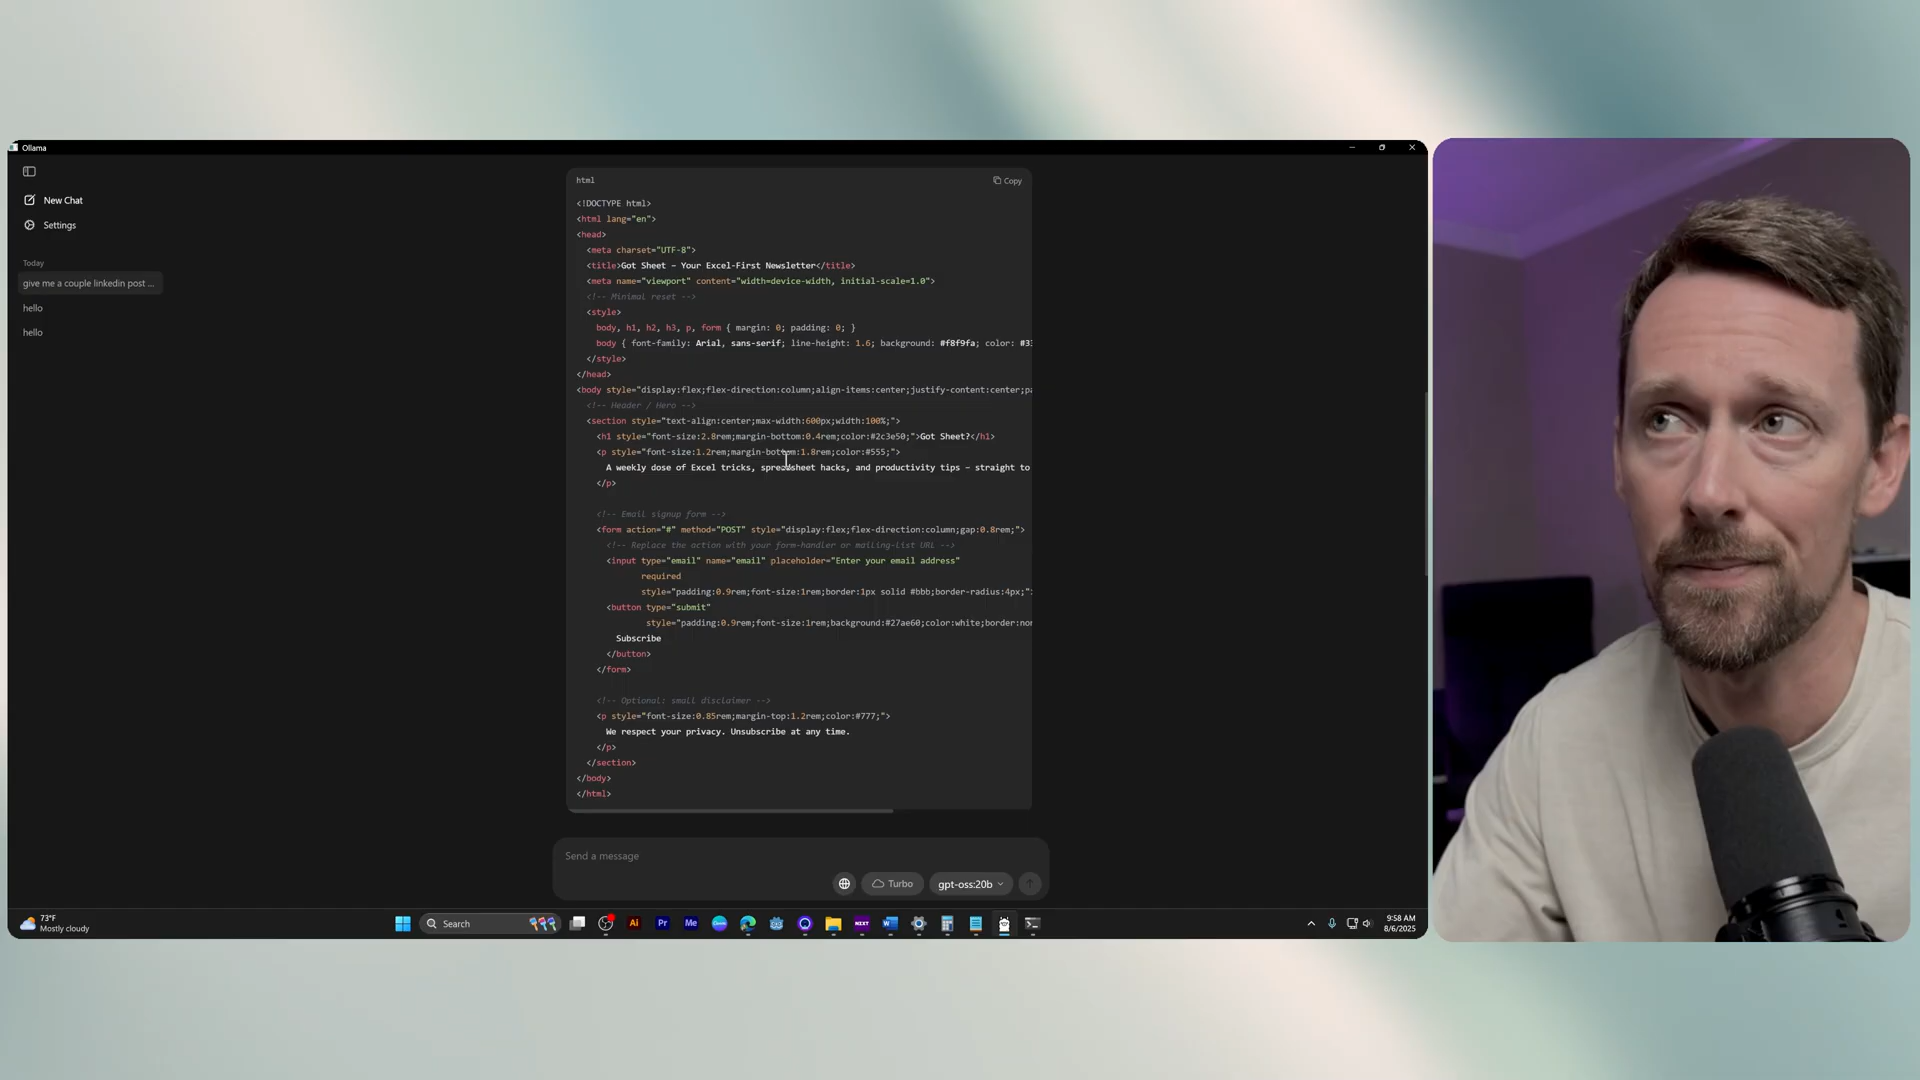 Ollama
New Chat
Settings
Today
give me a couple linkedin post ...
hello
hello
html
Copy
<!DOCTYPE html>
<html lang="en">
<head>
<meta charset="UTF-8">
<title>Got Sheet – Your Excel-First Newsletter</title>
<meta name="viewport" content="width=device-width, initial-scale=1.0">
<!-- Minimal reset -->
<style>
body, h1, h2, h3, p, form { margin: 0; padding: 0; }
body { font-family: Arial, sans-serif; line-height: 1.6; background: #f8f9fa; color: #33
</style>
</head>
<body style="display:flex;flex-direction:column;align-items:center;justify-content:center;pa
<!-- Header / Hero -->
<section style="text-align:center;max-width:600px;width:100%;">
<h1 style="font-size:2.8rem;margin-bottom:0.4rem;color:#2c3e50;">Got Sheet?</h1>
<p style="font-size:1.2rem;margin-bottom:1.8rem;color:#555;">
A weekly dose of Excel tricks, spreadsheet hacks, and productivity tips – straight to
</p>
<!-- Email signup form -->
<form action="#" method="POST" style="display:flex;flex-direction:column;gap:0.8rem;">
<!-- Replace the action with your form-handler or mailing-list URL -->
<input type="email" name="email" placeholder="Enter your email address"
required
style="padding:0.9rem;font-size:1rem;border:1px solid #bbb;border-radius:4px;">
<button type="submit"
style="padding:0.9rem;font-size:1rem;background:#27ae60;color:white;border:non
Subscribe
</button>
</form>
<!-- Optional: small disclaimer -->
<p style="font-size:0.85rem;margin-top:1.2rem;color:#777;">
We respect your privacy. Unsubscribe at any time.
</p>
</section>
</body>
</html>
Send a message
Turbo
gpt-oss:20b
73°F
Mostly cloudy
Search
Ai
Pr
Me
NEXT
9:58 AM
8/6/2025